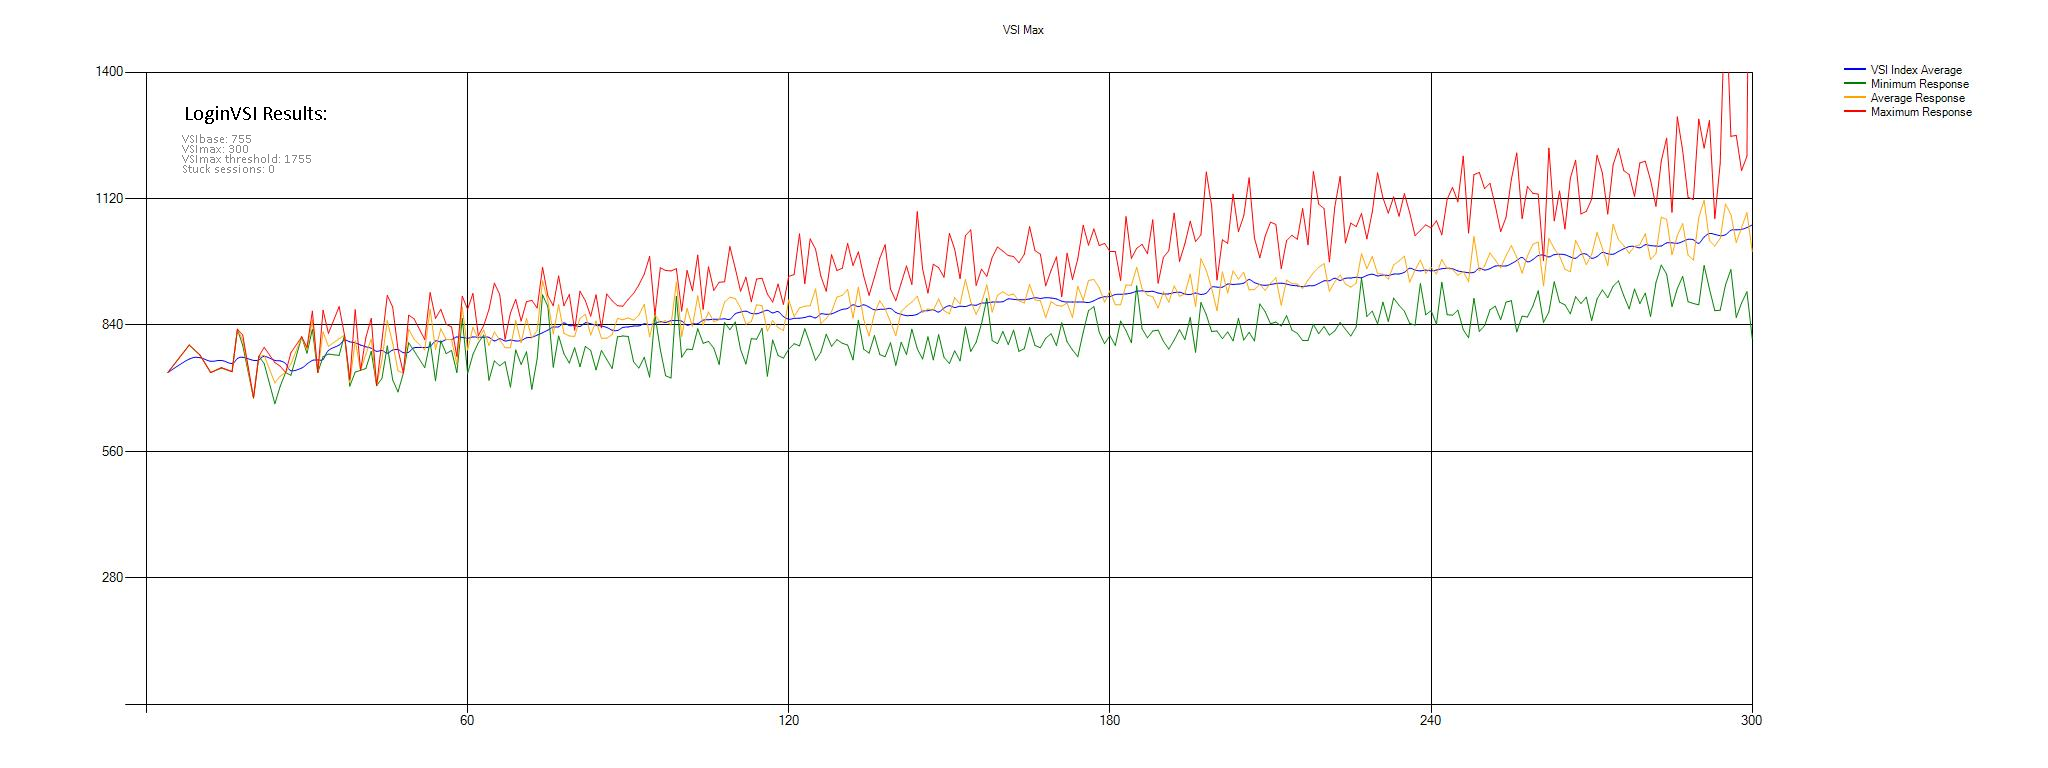 VSI Max
1400
1120
840
560
280
60
120
180
240
300
LoginVSI Results:
VSIbase: 755
VSImax: 300
VSImax threshold: 1755
Stuck sessions: 0
VSI Index Average
Minimum Response
Average Response
Maximum Response